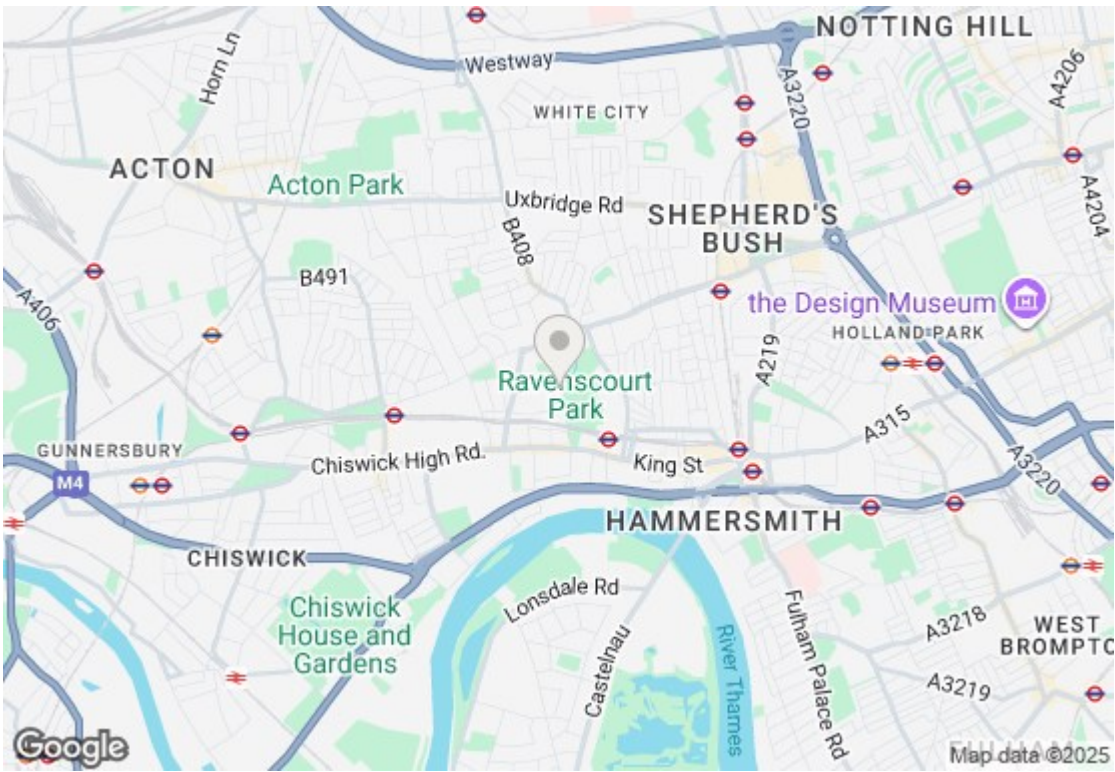 NOTTING HILL
Horn Ln
Westway
A3220
A4206
WHITE CITY
ACTON
Acton Park
Uxbridge Rd
B408
SHEPHERD'S
BUSH
A4204
B491
A406
the Design Museum
HOLLAND PARK
A219
Ravenscourt
Park
A315
GUNNERSBURY
Chiswick High Rd.
King St
M4
A3220
HAMMERSMITH
CHISWICK
Lonsdale Rd
Chiswick
House and
Gardens
Castelnau
River Thames
Fulham Palace Rd
A3218
WEST
BROMPTO
A3219
FULHAM
Google
Map data ©2025